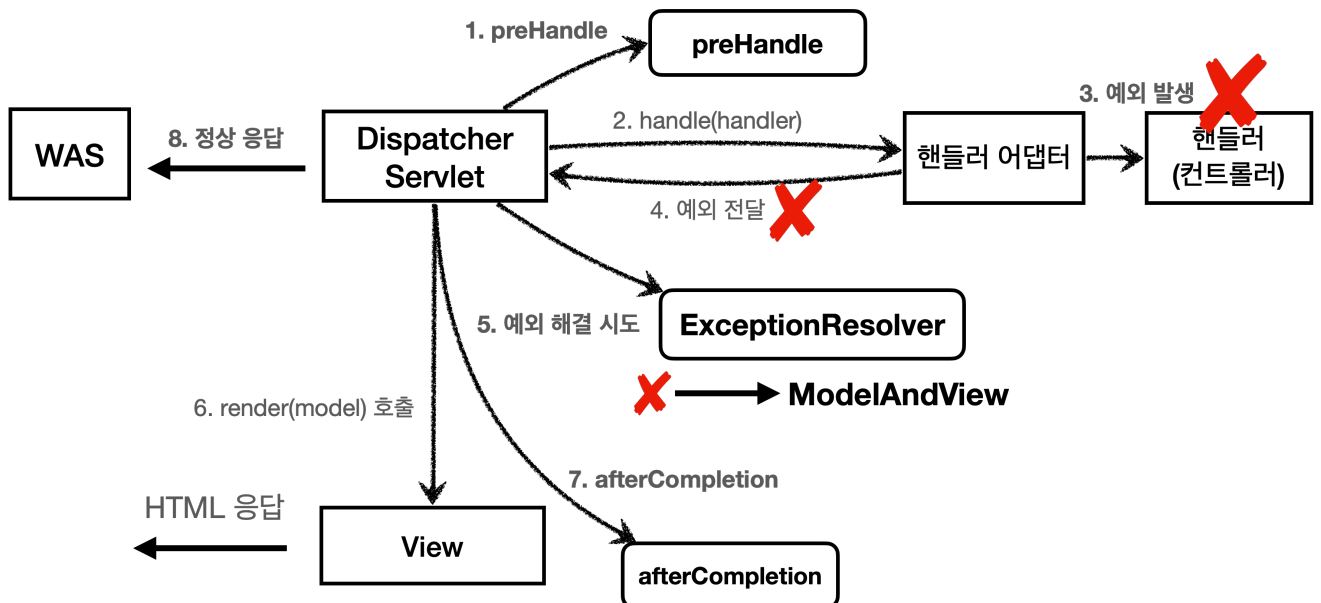 1. preHandle
preHandle
3. 예외 발생
WAS
8. 정상 응답
Dispatcher
Servlet
2. handle(handler)
핸들러 어댑터
핸들러
(컨트롤러)
4. 예외 전달
5. 예외 해결 시도
ExceptionResolver
ModelAndView
6. render(model) 호출
7. afterCompletion
HTML 응답
View
afterCompletion